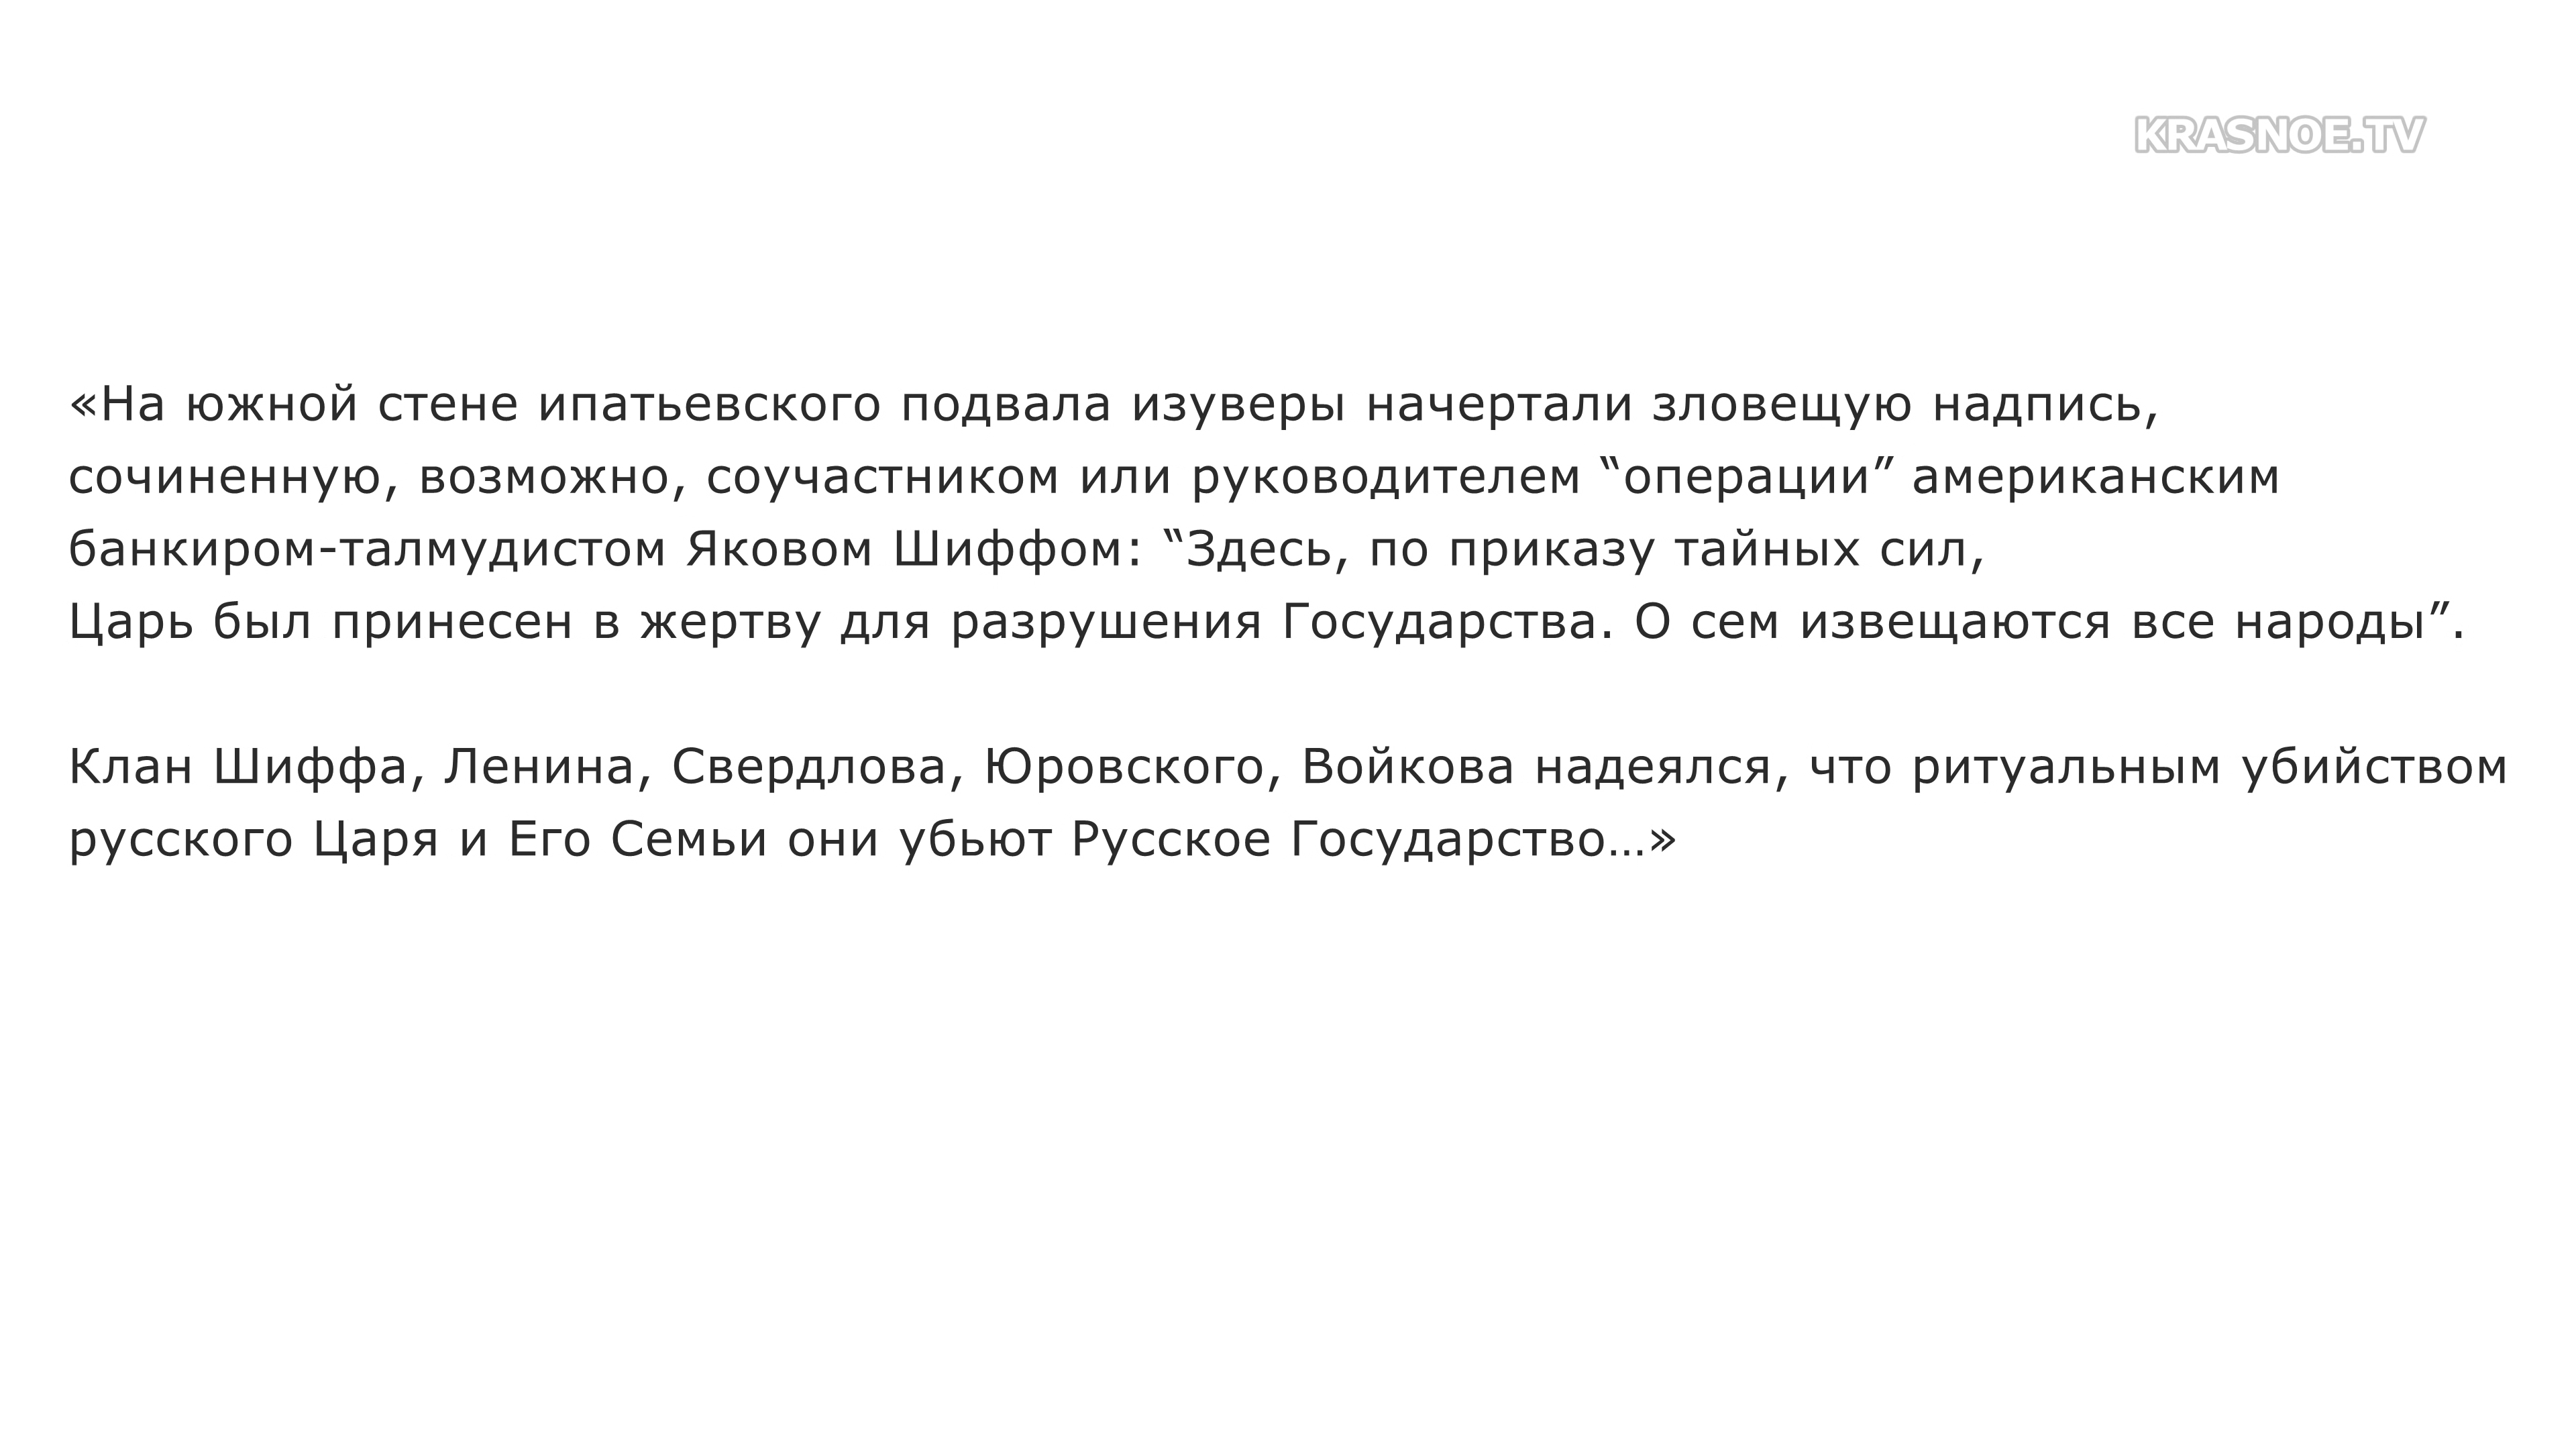 KRASNOE.TV
«На южной стене ипатьевского подвала изуверы начертали зловещую надпись,
сочиненную, возможно, соучастником или руководителем “операции” американским
банкиром-талмудистом Яковом Шиффом: “Здесь, по приказу тайных сил,
Царь был принесен в жертву для разрушения Государства. О сем извещаются все народы”.
Клан Шиффа, Ленина, Свердлова, Юровского, Войкова надеялся, что ритуальным убийством
русского Царя и Его Семьи они убьют Русское Государство…»